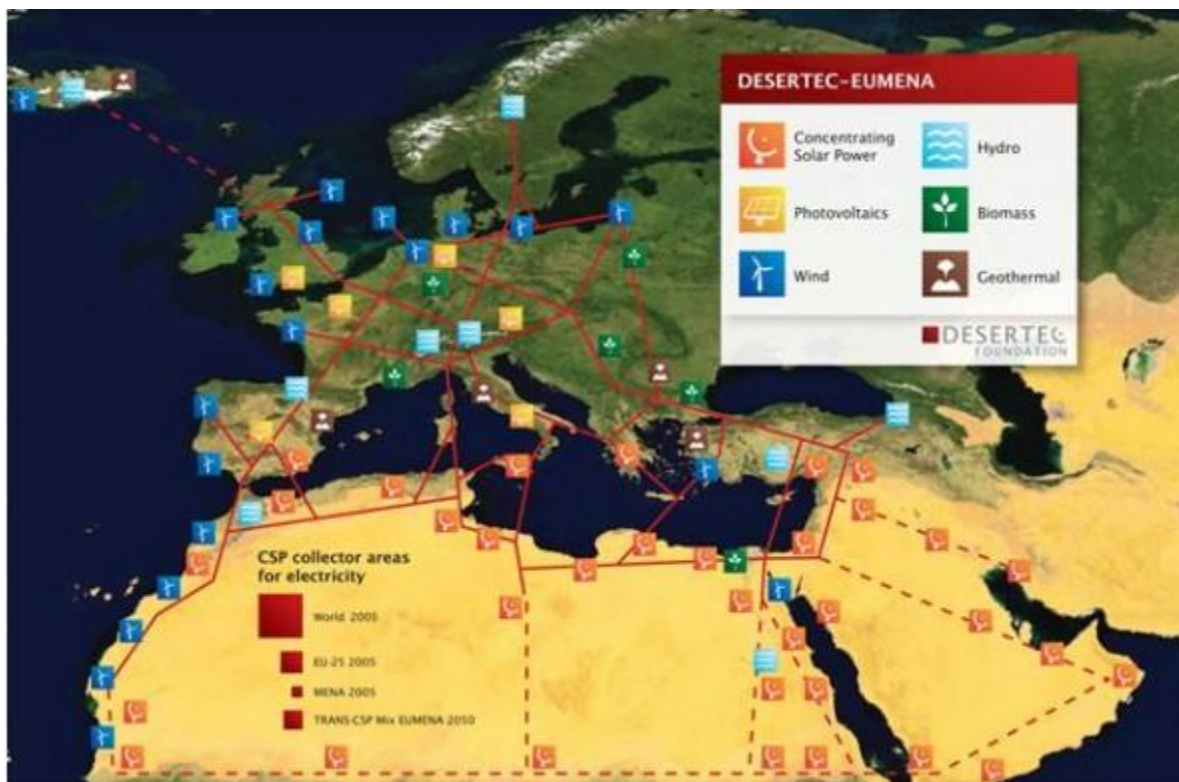 DESERTEC-EUMENA
Concentrating
Solar Power
Hydro
Photovoltaics
Biomass
Wind
Geothermal
DESERTEC
FOUNDATION
CSP collector areas
for electricity
World 2005
EU-25 2005
MENA 2005
TRANS-CSP Mix EUMENA 2050